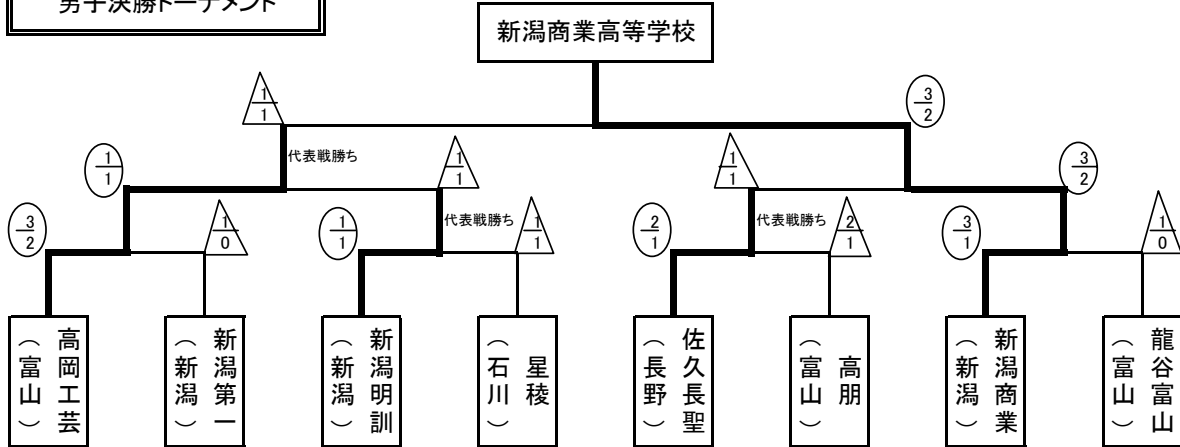 男子決勝トーナメント
新潟商業高等学校
1
1
3
2
代表戦勝ち
1
1
1
1
1
1
3
2
代表戦勝ち
代表戦勝ち
3
2
1
0
1
1
1
1
2
1
2
1
3
1
1
0
高岡工芸
（富山）
新潟第一
（新潟）
新潟明訓
（新潟）
星稜
（石川）
佐久長聖
（長野）
高朋
（富山）
新潟商業
（新潟）
龍谷富山
（富山）